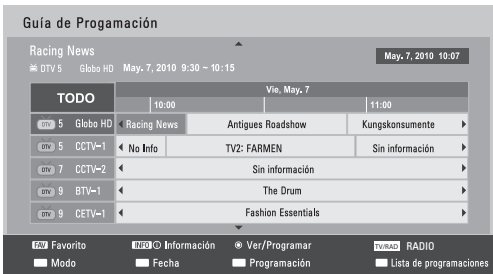 Guía de Progamación
Racing News
DTV 5 Globo HD May. 7, 2010 9:30 ~ 10:15
May. 7, 2010 10:07
TODO
Vie, May. 7
10:00 11:00
DTV 5 Globo HD Racing News Antigues Roadshow Kungskonsumente
DTV 5 CCTV-1 No Info TV2: FARMEN Sin información
DTV 7 CCTV-2 Sin información
DTV 9 BTV-1 The Drum
DTV 9 CETV-1 Fashion Essentials
FAV Favorito INFO ⓘ Información Ver/Programar TV/RAD RADIO
Modo Fecha Programación Lista de programaciones